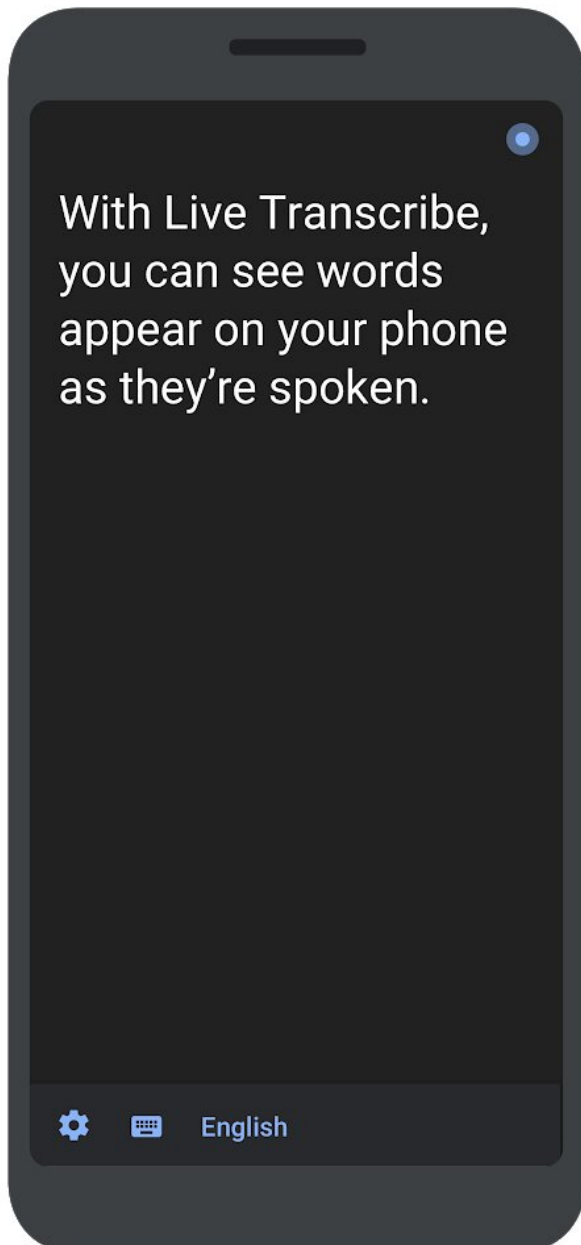 With Live Transcribe,
you can see words
appear on your phone
as they’re spoken.
English